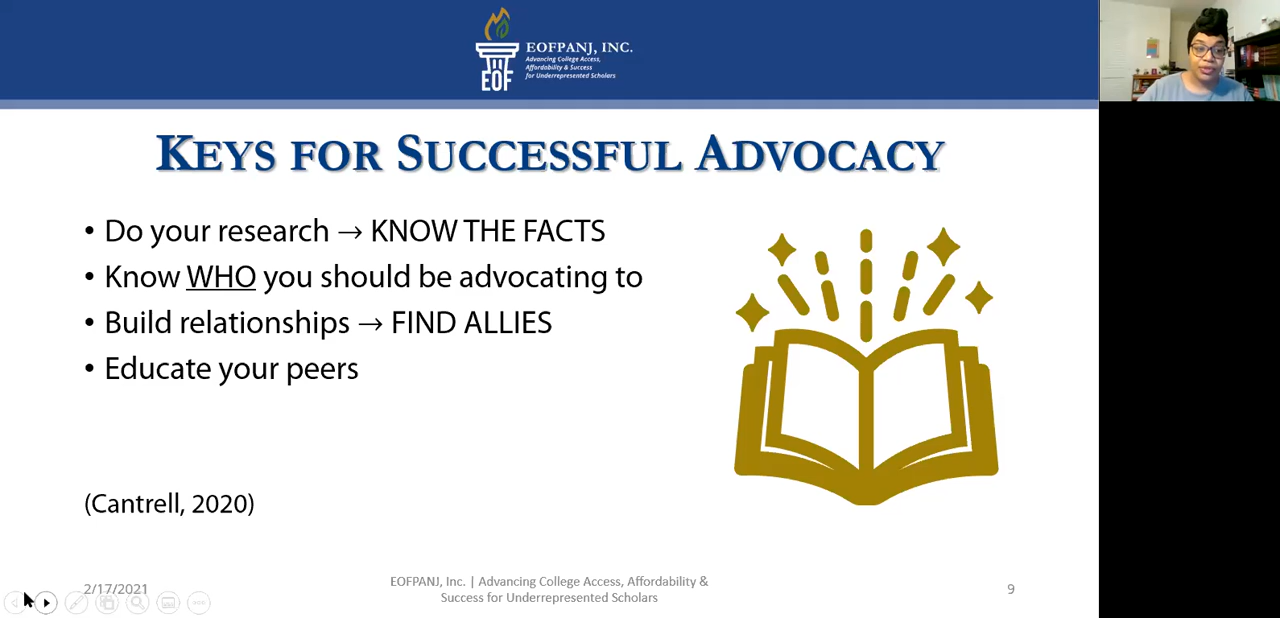 EOFPANJ, INC.
Advancing College Access,
Affordability & Success
for Underrepresented Scholars
EOF
KEYS FOR SUCCESSFUL ADVOCACY
• Do your research → KNOW THE FACTS
• Know WHO you should be advocating to
• Build relationships → FIND ALLIES
• Educate your peers
(Cantrell, 2020)
2/17/2021
EOFPANJ, Inc. | Advancing College Access, Affordability &
Success for Underrepresented Scholars
9